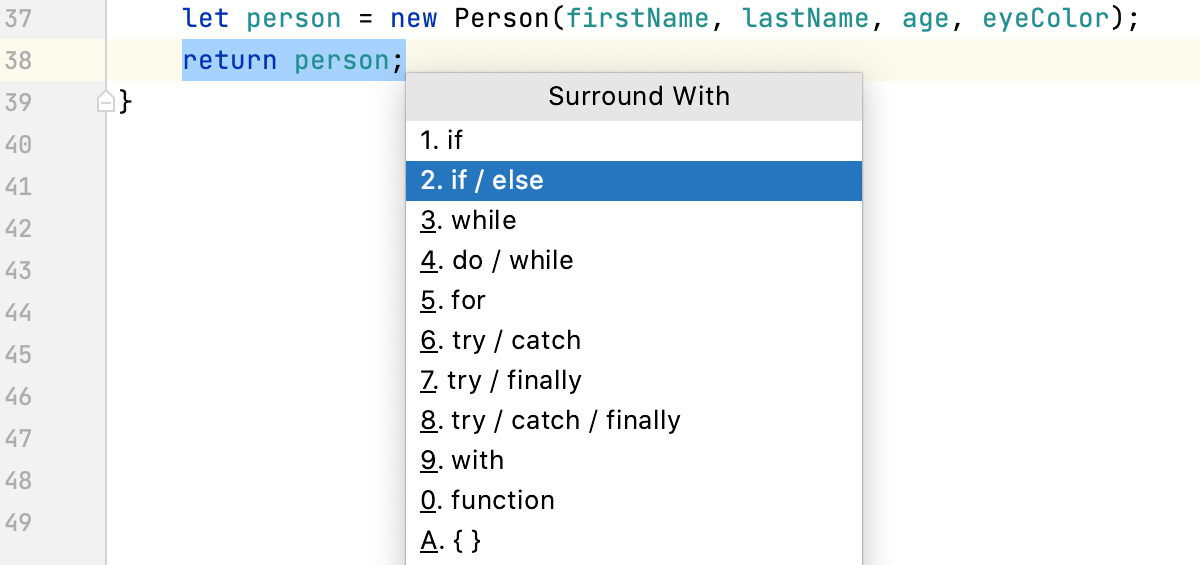 37 let person = new Person(firstName, lastName, age, eyeColor);
38 return person;
39 }
40
41
42
43
44
45
46
47
48
49
Surround With
1. if
2. if / else
3. while
4. do / while
5. for
6. try / catch
7. try / finally
8. try / catch / finally
9. with
0. function
A. { }